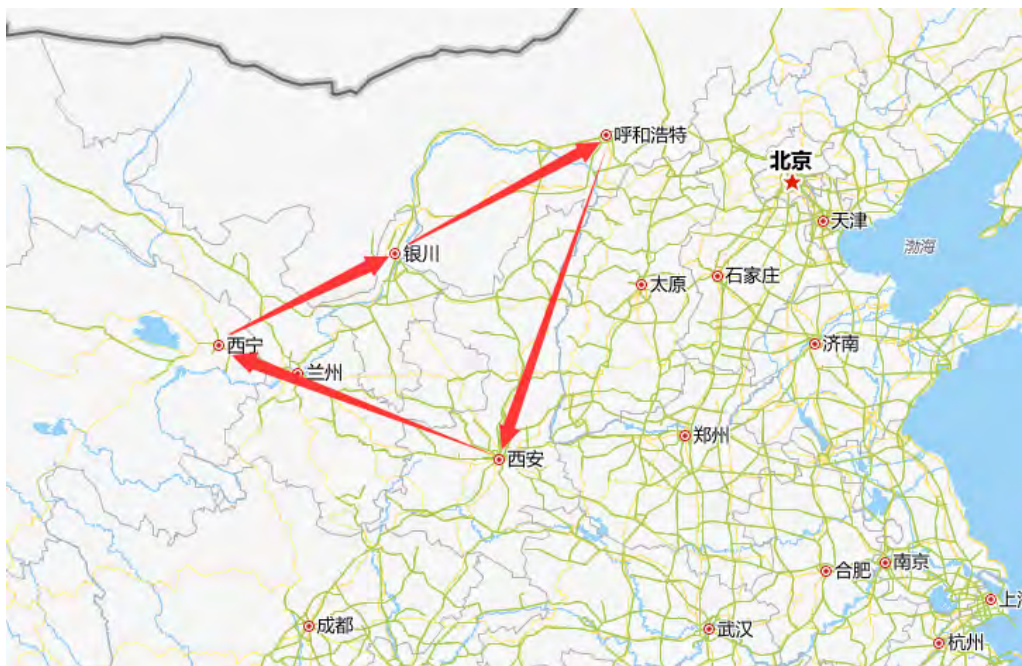 呼和浩特
北京
天津
渤海
银川
石家庄
太原
西宁
济南
兰州
郑州
西安
南京
合肥
上
成都
武汉
杭州